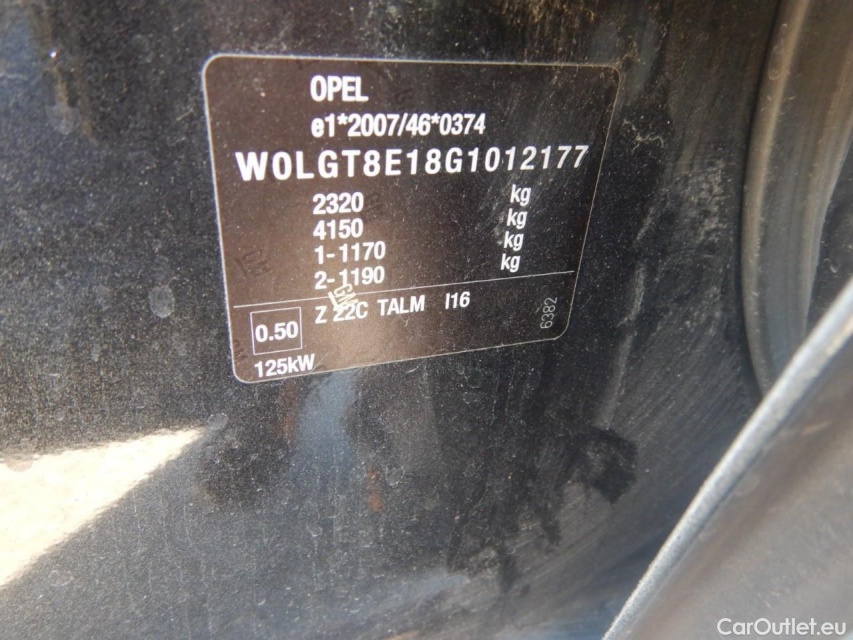 OPEL
e1*2007/46*0374
W0LGT8E18G1012177
2320 kg
4150 kg
1-1170 kg
2-1190 kg
0.50 Z 22C TALM I16
6382
125kW
GM
CarOutlet.eu